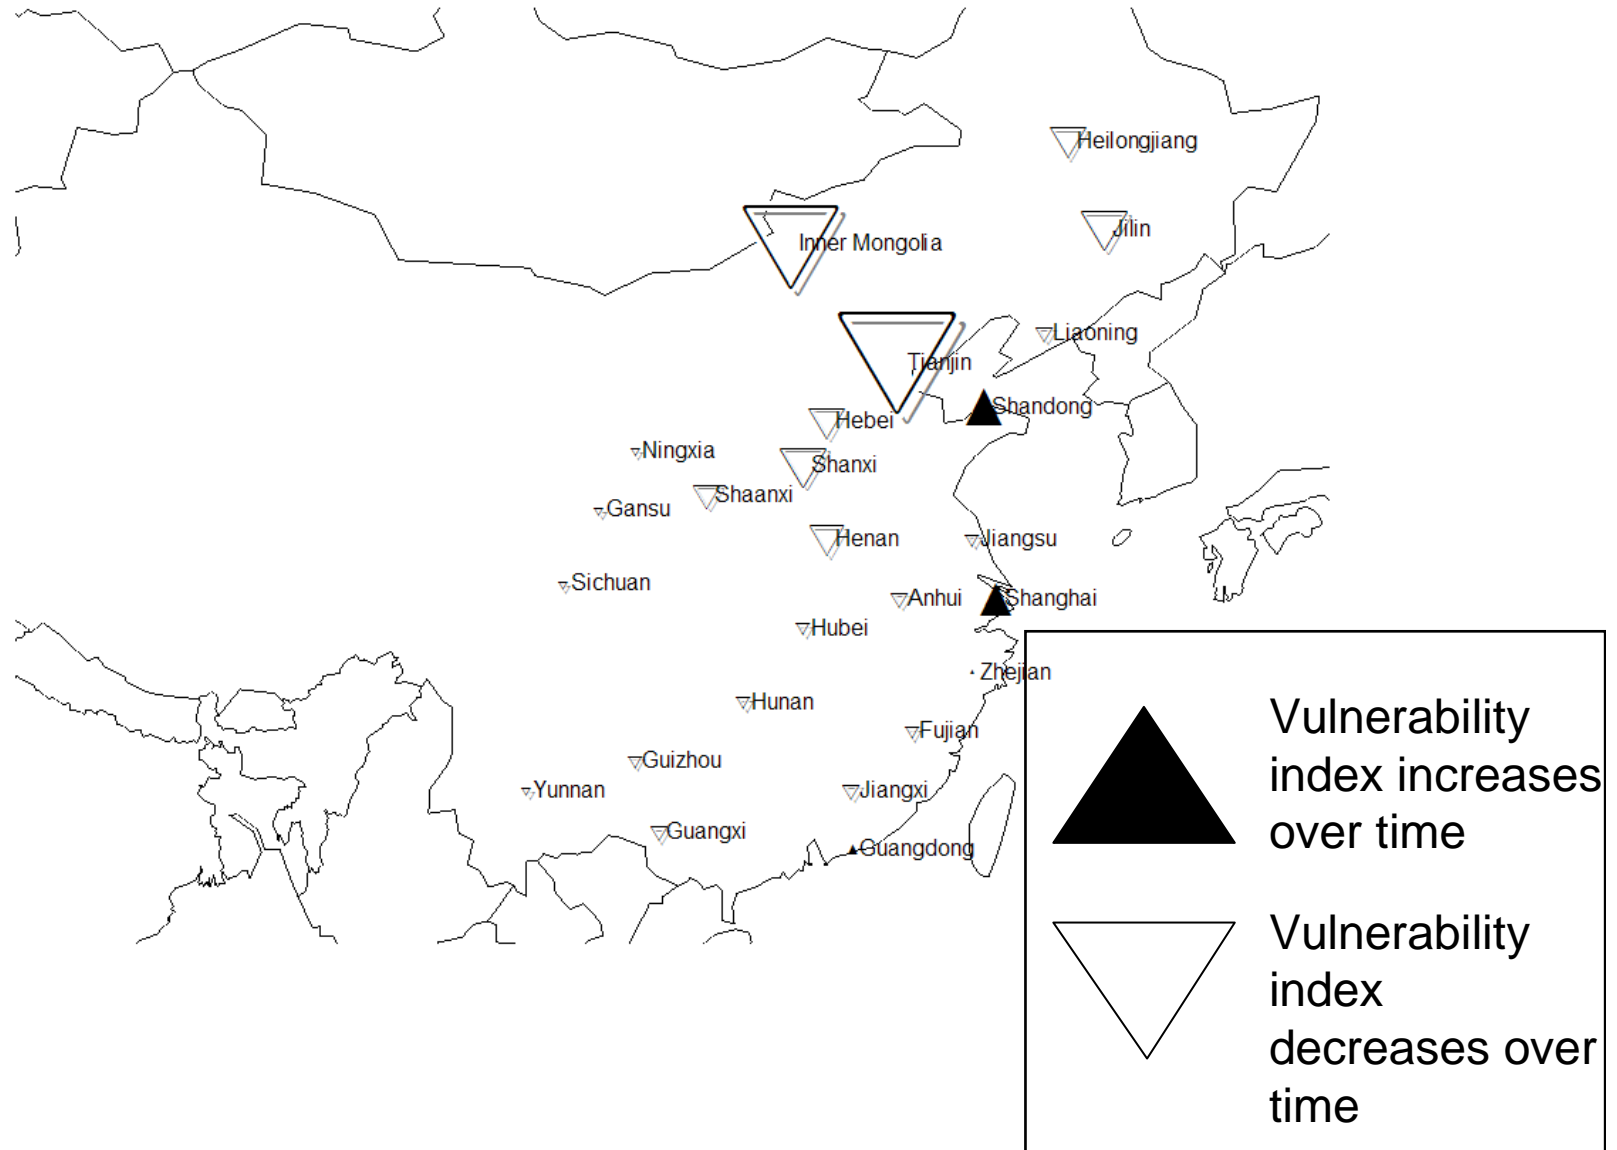 Heilongjiang
Jilin
Inner Mongolia
Liaoning
Tianjin
Shandong
Hebei
Ningxia
Shanxi
Shaanxi
Gansu
Henan
Jiangsu
Sichuan
Anhui
Shanghai
Hubei
Zhejian
Hunan
Fujian
Guizhou
Yunnan
Jiangxi
Guangxi
Guangdong
Vulnerability
index increases
over time
Vulnerability
index
decreases over
time